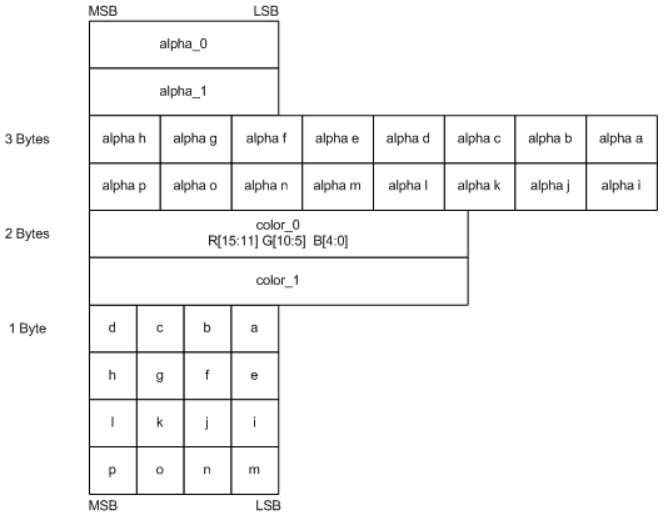 MSB LSB
alpha_0
alpha_1
3 Bytes alpha h alpha g alpha f alpha e alpha d alpha c alpha b alpha a
alpha p alpha o alpha n alpha m alpha l alpha k alpha j alpha i
2 Bytes color_0
R[15:11] G[10:5] B[4:0]
color_1
1 Byte d c b a
h g f e
l k j i
p o n m
MSB LSB